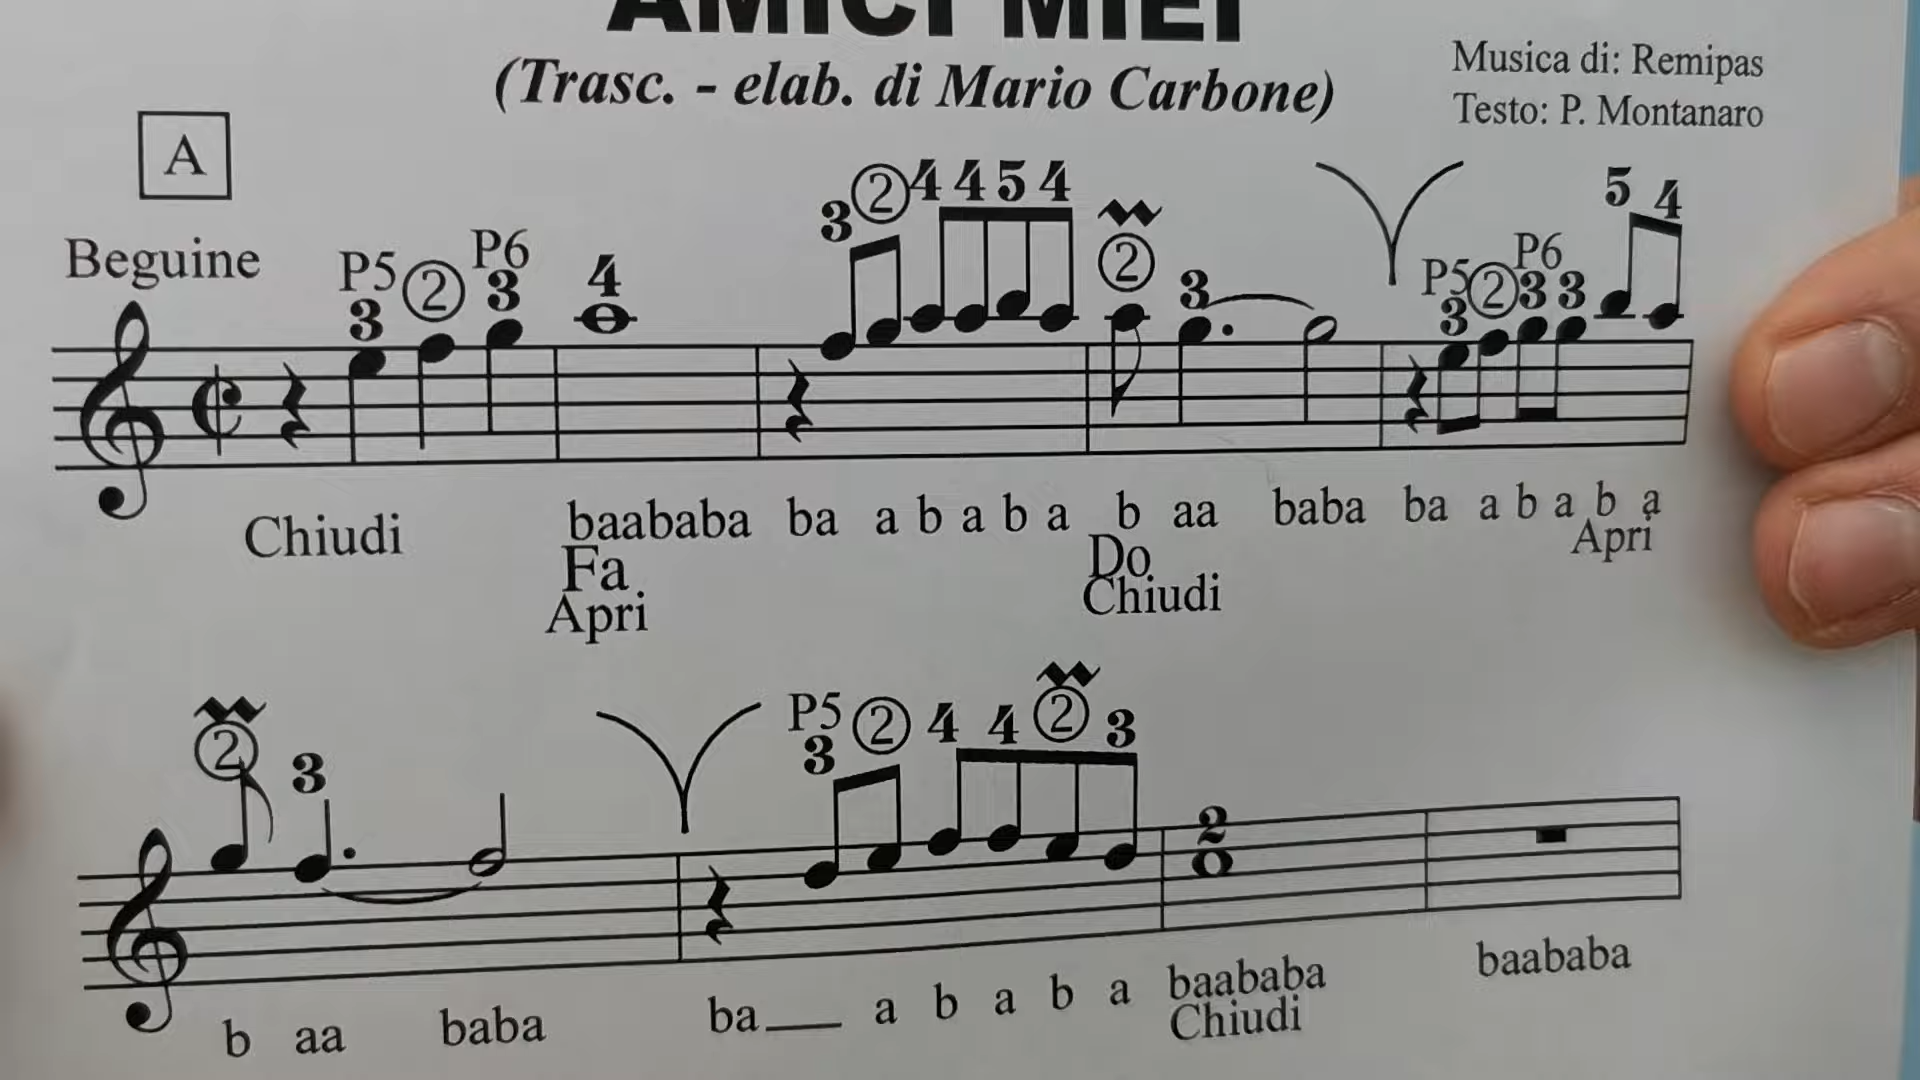 AMICI MIEI
(Trasc. - elab. di Mario Carbone)
Musica di: Remipas
Testo: P. Montanaro
A
Beguine
P5 ② P6 4 3 ② 4 4 5 4 ② 3 P5 ② P6 5 4
3 3 3 3 3
Chiudi baababa ba a b a b a b aa baba ba a b a b a
Fa Do Apri
Apri Chiudi
② 3 P5 ② 4 4 ② 3 2
3
b aa baba ba___ a b a b a baababa baababa
Chiudi